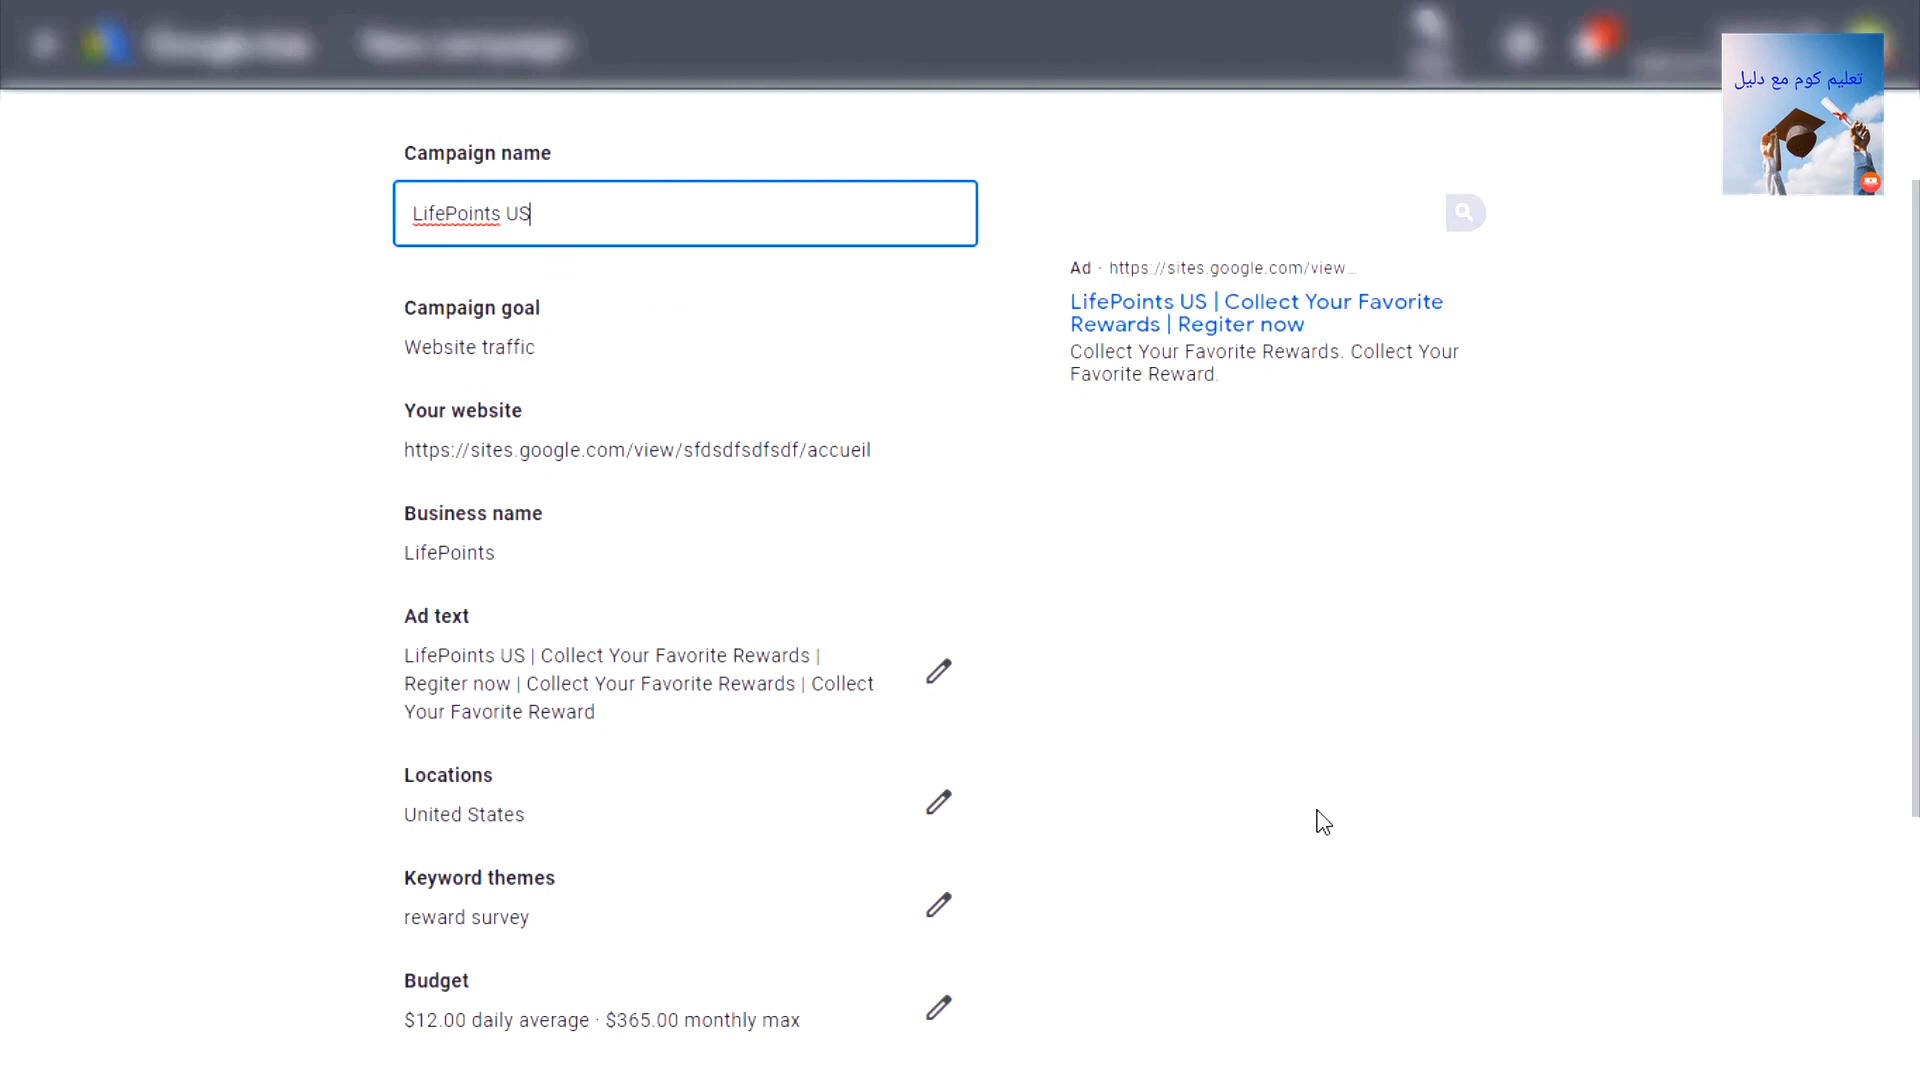 Google Ads
New campaign
تعليم كوم مع دليل
Campaign name
LifePoints US
Campaign goal
Website traffic
Your website
https://sites.google.com/view/sfdsdfsdfsdf/accueil
Business name
LifePoints
Ad text
LifePoints US | Collect Your Favorite Rewards |
Regiter now | Collect Your Favorite Rewards | Collect
Your Favorite Reward
Locations
United States
Keyword themes
reward survey
Budget
$12.00 daily average · $365.00 monthly max
Ad · https://sites.google.com/view...
LifePoints US | Collect Your Favorite
Rewards | Regiter now
Collect Your Favorite Rewards. Collect Your
Favorite Reward.